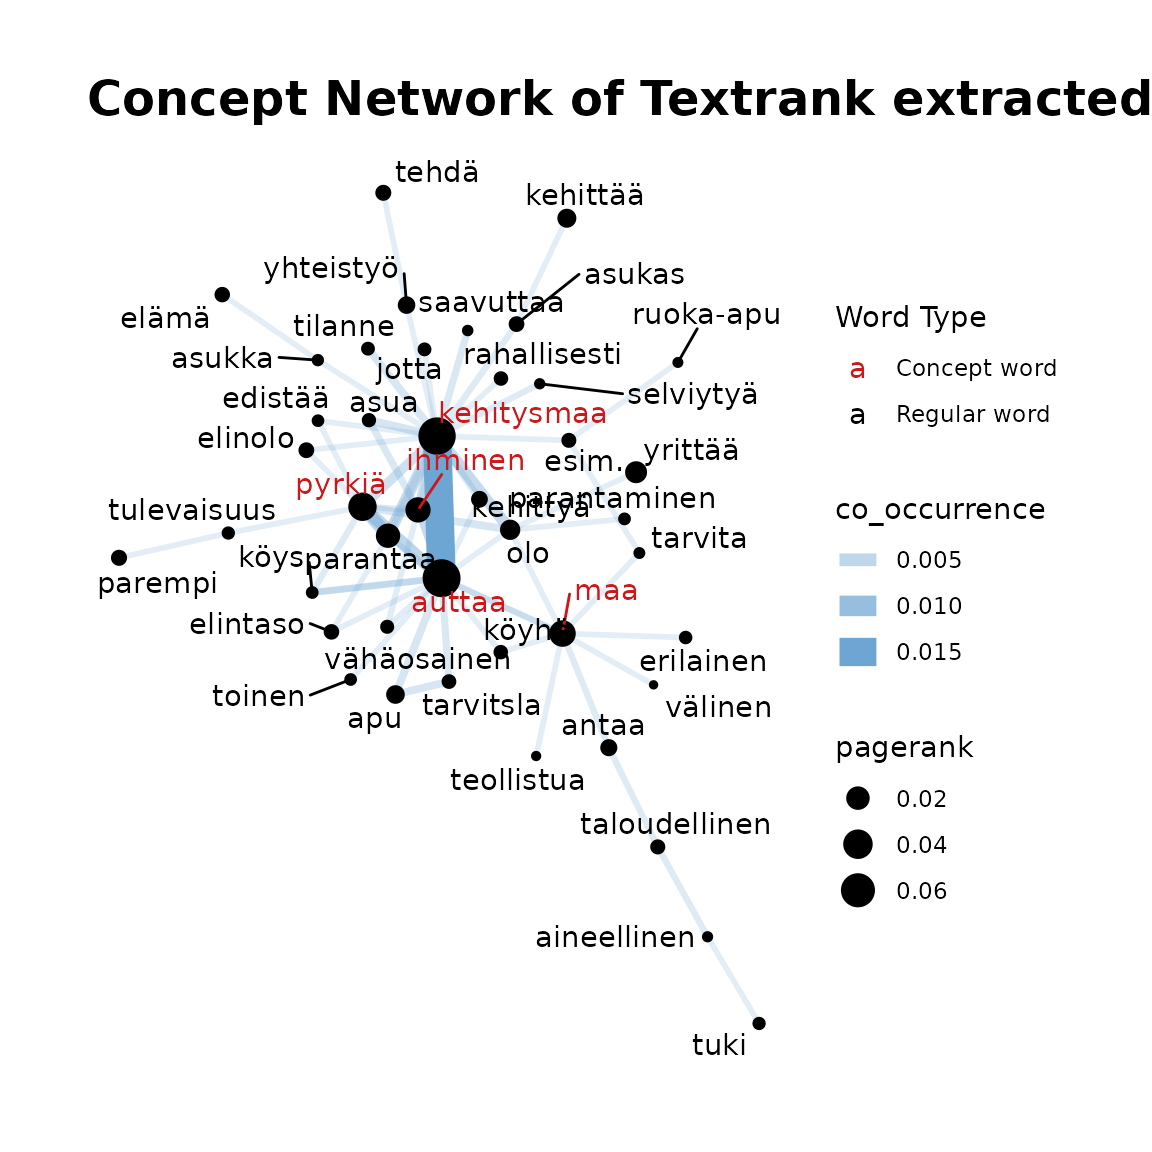 Concept Network of Textrank extracted
tehdä
kehittää
yhteistyö
asukas
saavuttaa
elämä
ruoka-apu
tilanne
asukka
rahallisesti
jotta
selviytyä
edistää
asua
kehitysmaa
elinolo
yrittää
ihminen
esim.
pyrkiä
parantaminen
kehittyä
tulevaisuus
tarvita
olo
köys
parantaa
parempi
maa
auttaa
elintaso
köyhä
vähäosainen
erilainen
toinen
tarvitsla
välinen
apu
antaa
teollistua
taloudellinen
aineellinen
tuki
Word Type
a Concept word
a Regular word
co_occurrence
0.005
0.010
0.015
pagerank
0.02
0.04
0.06